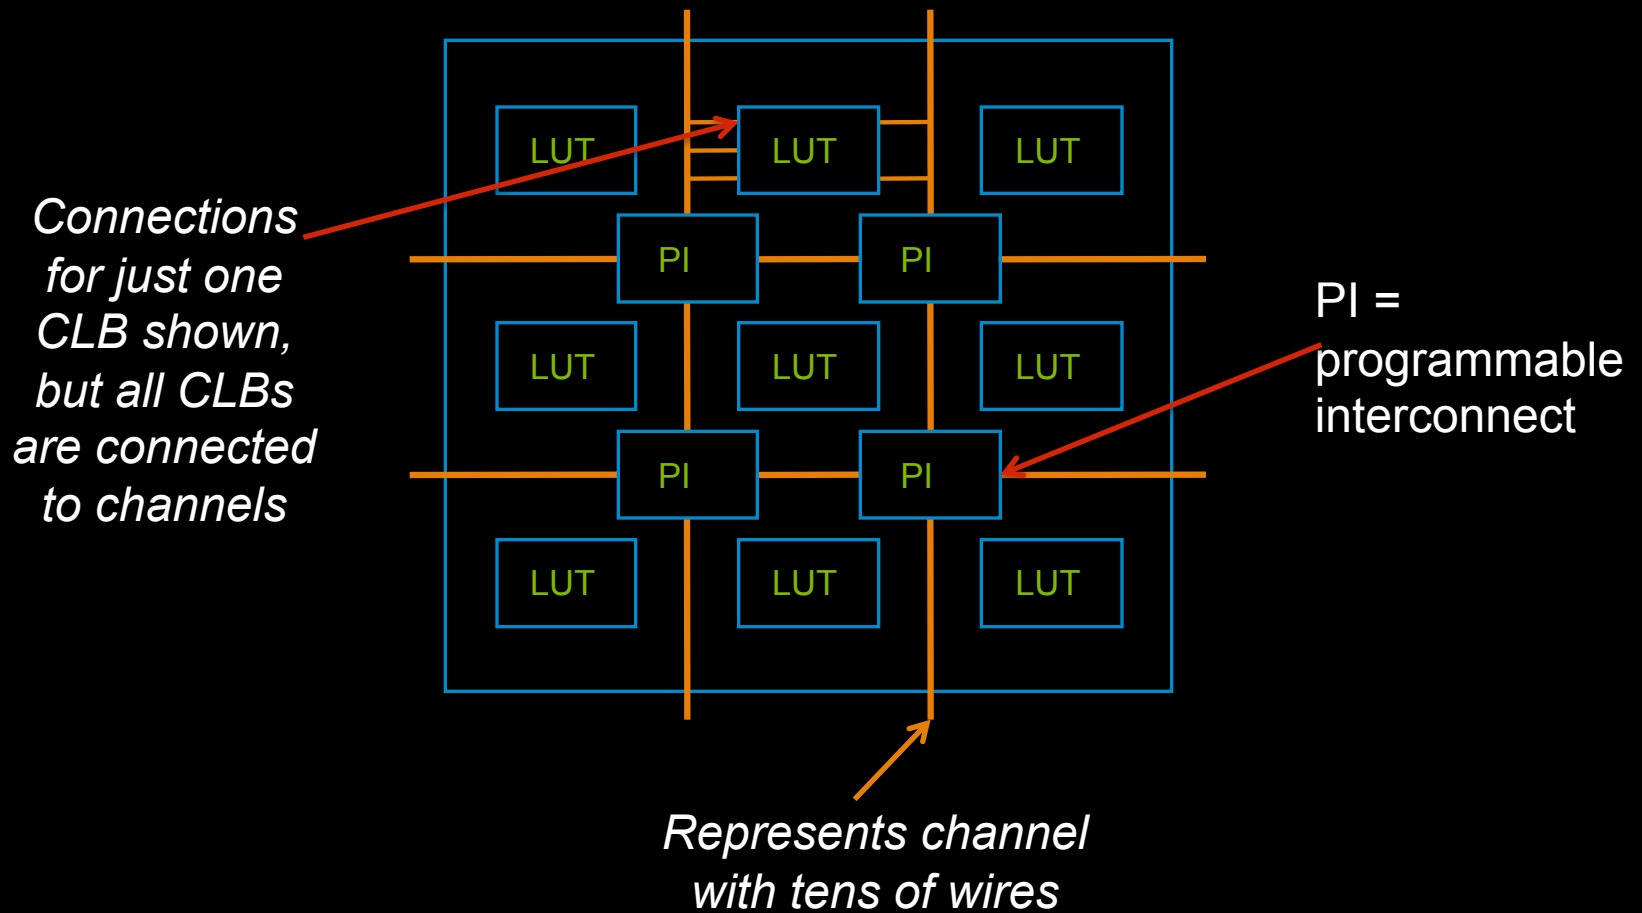 LUT LUT LUT
Connections
for just one
CLB shown,
but all CLBs
are connected
to channels
PI PI
PI =
programmable
interconnect
LUT LUT LUT
PI PI
LUT LUT LUT
Represents channel
with tens of wires